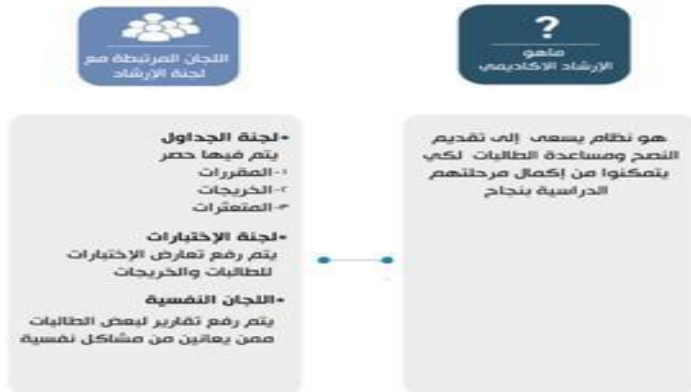 ?
ماهو
الإرشاد الاكاديمي
هو نظام يسعى إلى تقديم
النصح ومساعدة الطالبات لكي
يتمكنوا من إكمال مرحلتهم
الدراسية بنجاح
اللجان المرتبطة مع
لجنة الإرشاد
•لجنة الجداول
يتم فيها حصر
١-المقررات
٢-الخريجات
٣-المتعثرات
•لجنة الإختبارات
يتم رفع تعارض الإختبارات
للطالبات والخريجات
•اللجان النفسية
يتم رفع تقارير لبعض الطالبات
ممن يعانين من مشاكل نفسية